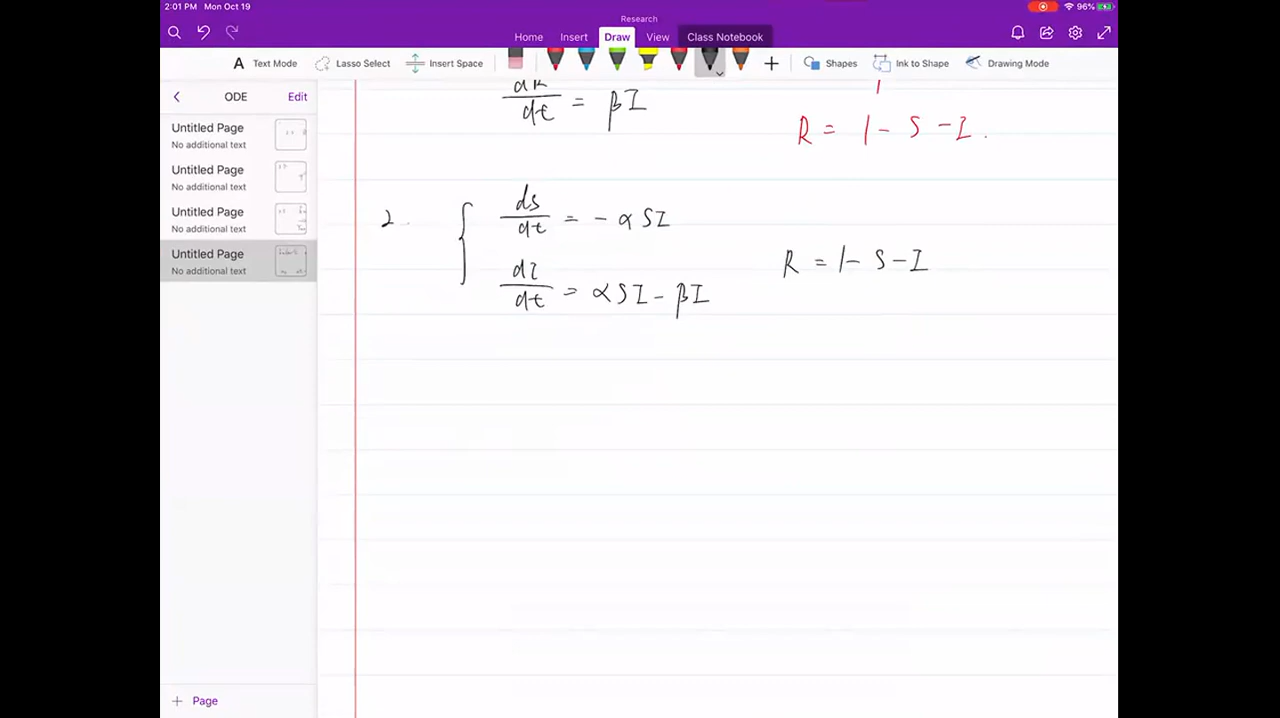 2:01 PM Mon Oct 19
96%
Research
Home Insert Draw View Class Notebook
A Text Mode Lasso Select Insert Space + Shapes Ink to Shape Drawing Mode
ODE Edit
Untitled Page
No additional text
Untitled Page
No additional text
Untitled Page
No additional text
Untitled Page
No additional text
+ Page
dR/dt = βI
R = 1 - S - I.
2. { dS/dt = - α SI
dI/dt = α SI - βI
R = 1 - S - I